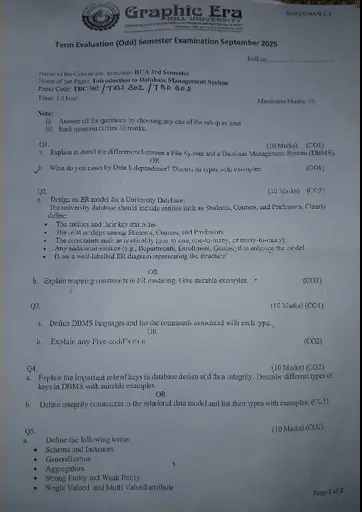 Graphic Era
HILL UNIVERSITY
Term Evaluation (Odd) Semester Examination September 2025
Roll no
Name of the Course and Semester: BCA 3rd Semester
Name of the Paper: Introduction to Database Management System
Paper Code: TBC 302 / TBI 302 / TBD 302
Time: 1.5 hour
Maximum Marks: 50
Note:
(i) Answer all the questions by choosing any one of the sub questions
(ii) Each question carries 10 marks.
Q1.
(10 Marks) (CO1)
a. Explain in detail the differences between a File System and a Database Management System (DBMS).
OR
b. What do you mean by Data Independence? Discuss its types with examples.
(CO1)
Q2.
(10 Marks) (CO2)
a. Design an ER model for a University Database.
The university database should include entities such as Students, Courses, and Professors. Clearly
define:
• The entities and their key attributes
• The relationships among Students, Courses, and Professors.
• The constraints such as cardinality (one-to-one, one-to-many, or many-to-many).
• Any additional entities (e.g., Departments, Enrollment, Grades) that enhance the model.
• Draw a well-labelled ER diagram representing the structure
OR
b. Explain mapping constraints in ER modeling. Give suitable examples.
(CO2)
Q3.
(10 Marks) (CO1)
a. Define DBMS languages and list the commands associated with each type.
OR
b. Explain any Five codd's rule
(CO2)
Q4.
(10 Marks) (CO2)
a. Explain the important role of keys in database design and data integrity. Describe different types of
keys in DBMS with suitable examples
OR
b. Define integrity constraints in the relational data model and list their types with examples. (CO2)
Q5.
(10 Marks) (CO2)
a. Define the following terms:
• Schema and Instances
• Generalization
• Aggregation
• Strong Entity and Weak Entity
• Single Valued and Multi Valued attribute
Page 1 of 2